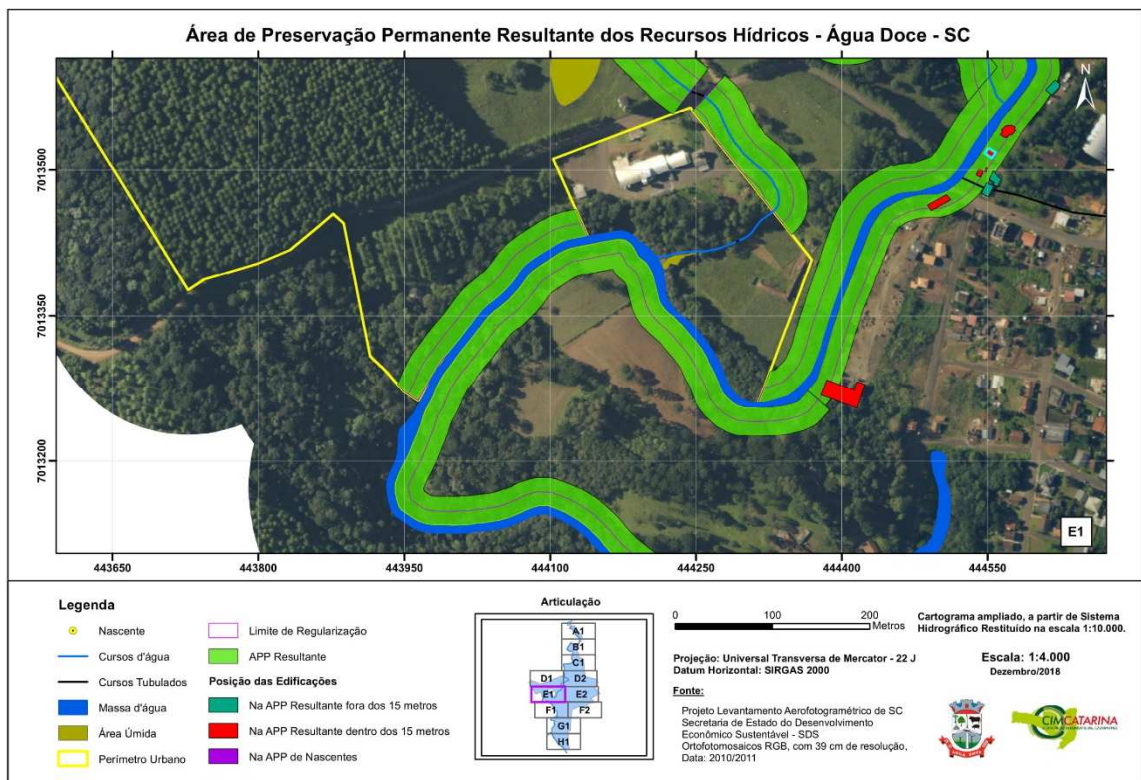 Área de Preservação Permanente Resultante dos Recursos Hídricos - Água Doce - SC
N
7013500
7013350
7013200
E1
443650
443800
443950
444100
444250
444400
444550
Legenda
Nascente
Cursos d'água
Cursos Tubulados
Massa d'água
Área Úmida
Perímetro Urbano
Limite de Regularização
APP Resultante
Posição das Edificações
Na APP Resultante fora dos 15 metros
Na APP Resultante dentro dos 15 metros
Na APP de Nascentes
Articulação
A1
B1
C1
D1
D2
E1
E2
F1
F2
G1
H1
0
100
200
Metros
Projeção: Universal Transversa de Mercator - 22 J
Datum Horizontal: SIRGAS 2000
Fonte:
Projeto Levantamento Aerofotogramétrico de SC
Secretaria de Estado do Desenvolvimento
Econômico Sustentável - SDS
Ortofotomosaicos RGB, com 39 cm de resolução,
Data: 2010/2011
Cartograma ampliado, a partir de Sistema
Hidrográfico Restituído na escala 1:10.000.
Escala: 1:4.000
Dezembro/2018
CIMCATARINA